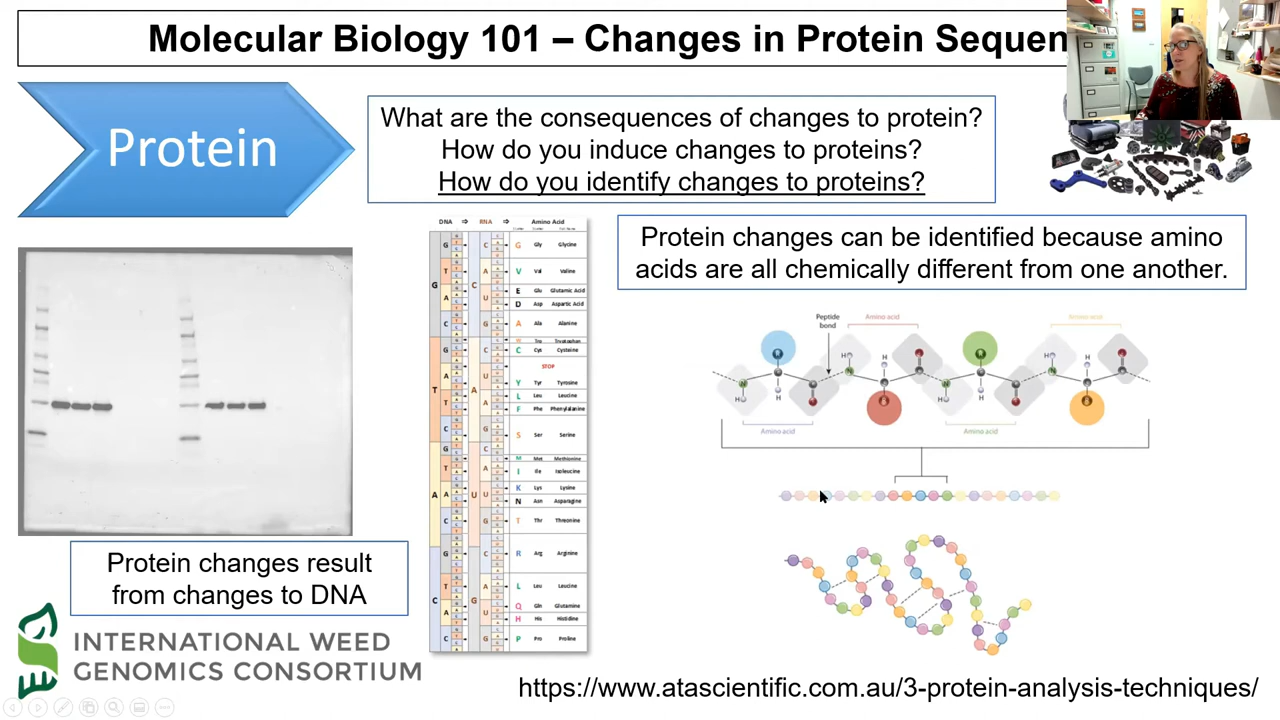 Molecular Biology 101 – Changes in Protein Sequen
Protein
What are the consequences of changes to protein?
How do you induce changes to proteins?
How do you identify changes to proteins?
Protein changes can be identified because amino
acids are all chemically different from one another.
DNA ⇒ RNA ⇒ Amino Acid
G Gly Glycine
V Val Valine
E Glu Glutamic Acid
D Asp Aspartic Acid
A Ala Alanine
C Cys Cysteine
STOP
Y Tyr Tyrosine
L Leu Leucine
F Phe Phenylalanine
S Ser Serine
M Met Methionine
I Ile Isoleucine
K Lys Lysine
N Asn Asparagine
T Thr Threonine
R Arg Arginine
L Leu Leucine
Q Gln Glutamine
H His Histidine
P Pro Proline
Peptide
bond
Amino acid
Amino acid
Amino acid
Amino acid
Protein changes result
from changes to DNA
INTERNATIONAL WEED
GENOMICS CONSORTIUM
https://www.atascientific.com.au/3-protein-analysis-techniques/